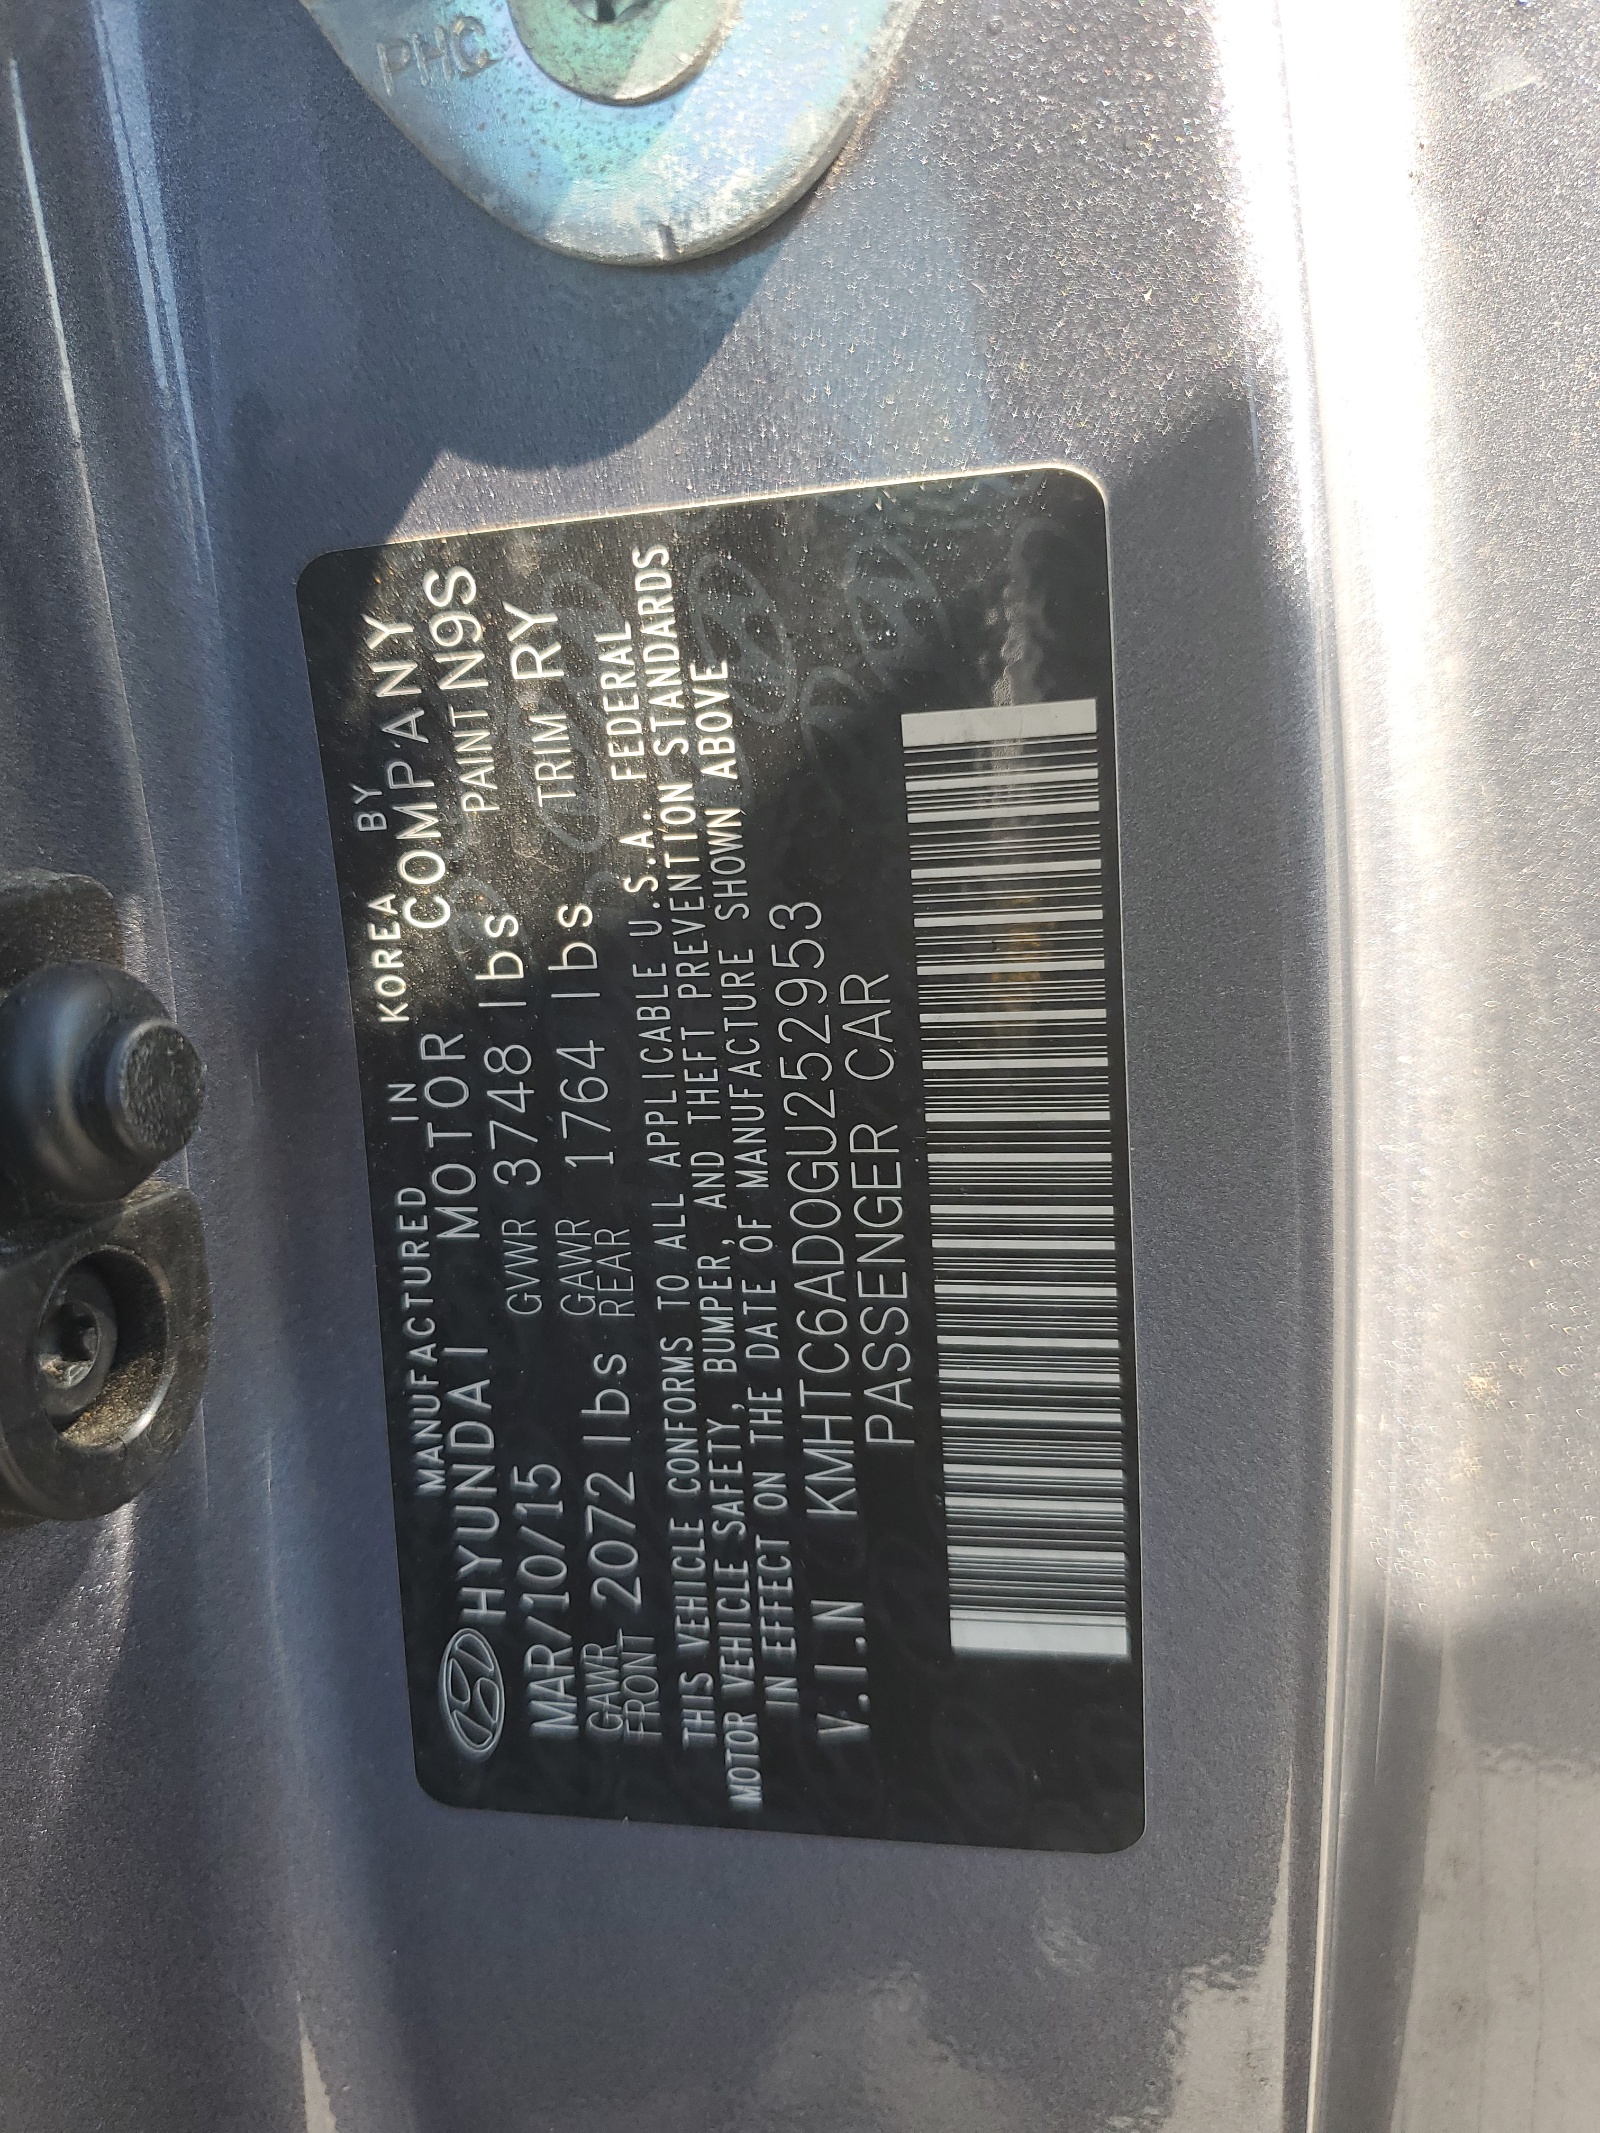 PHC
MANUFACTURED IN KOREA BY
HYUNDAI MOTOR COMPANY
MAR/10/15 GVWR 3748 lbs PAINT N9S
GAWR FRONT 2072 lbs GAWR REAR 1764 lbs TRIM RY
THIS VEHICLE CONFORMS TO ALL APPLICABLE U.S.A. FEDERAL
MOTOR VEHICLE SAFETY, BUMPER, AND THEFT PREVENTION STANDARDS
IN EFFECT ON THE DATE OF MANUFACTURE SHOWN ABOVE
V.I.N KMHTC6AD0GU252953
PASSENGER CAR